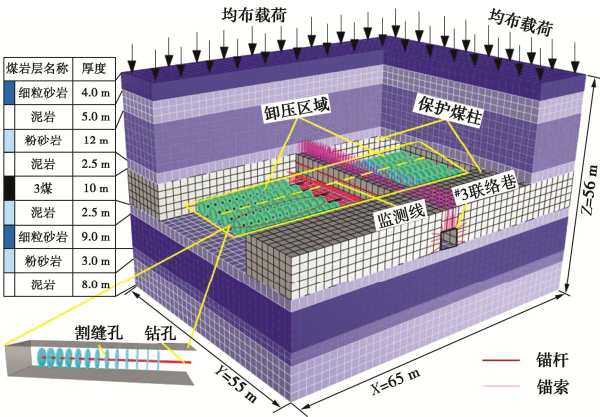 均布载荷
均布载荷
煤岩层名称 厚度
细粒砂岩 4.0 m
泥岩 5.0 m
粉砂岩 12 m
泥岩 2.5 m
3煤 10 m
泥岩 2.5 m
细粒砂岩 9.0 m
粉砂岩 3.0 m
泥岩 8.0 m
卸压区域
保护煤柱
#3联络巷
监测线
Z=56 m
割缝孔
钻孔
Y=55 m
X=65 m
锚杆
锚索